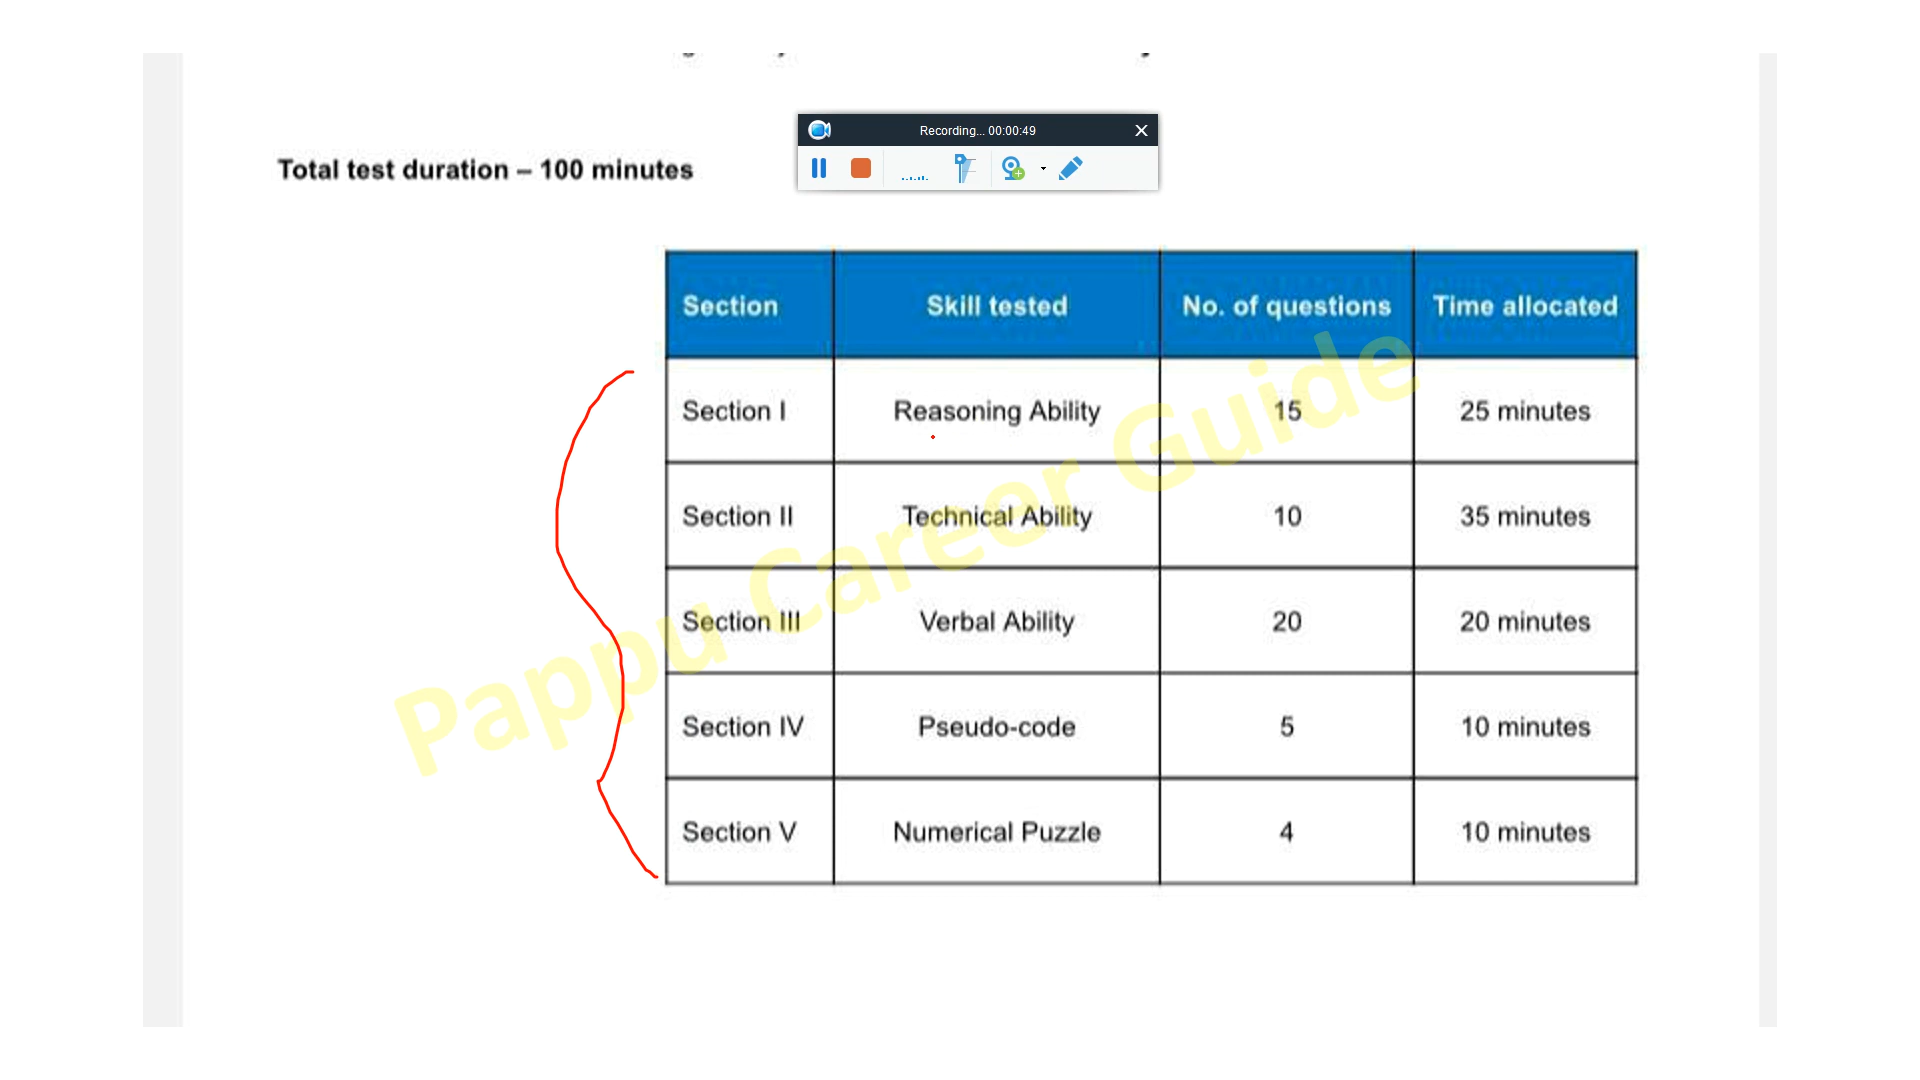 Recording... 00:00:49
Total test duration – 100 minutes
Section Skill tested No. of questions Time allocated
Section I Reasoning Ability 15 25 minutes
Section II Technical Ability 10 35 minutes
Section III Verbal Ability 20 20 minutes
Section IV Pseudo-code 5 10 minutes
Section V Numerical Puzzle 4 10 minutes
Pappu Career Guide